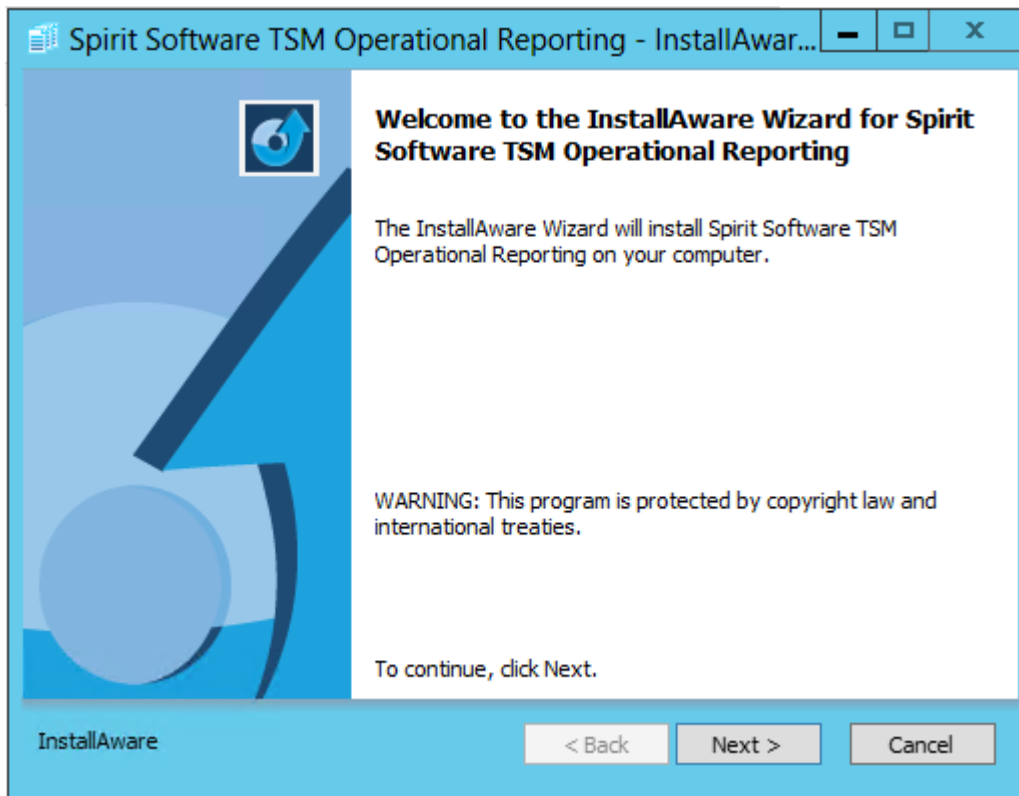 Spirit Software TSM Operational Reporting - InstallAwar...
Welcome to the InstallAware Wizard for Spirit
Software TSM Operational Reporting
The InstallAware Wizard will install Spirit Software TSM
Operational Reporting on your computer.
WARNING: This program is protected by copyright law and
international treaties.
To continue, click Next.
InstallAware
< Back
Next >
Cancel